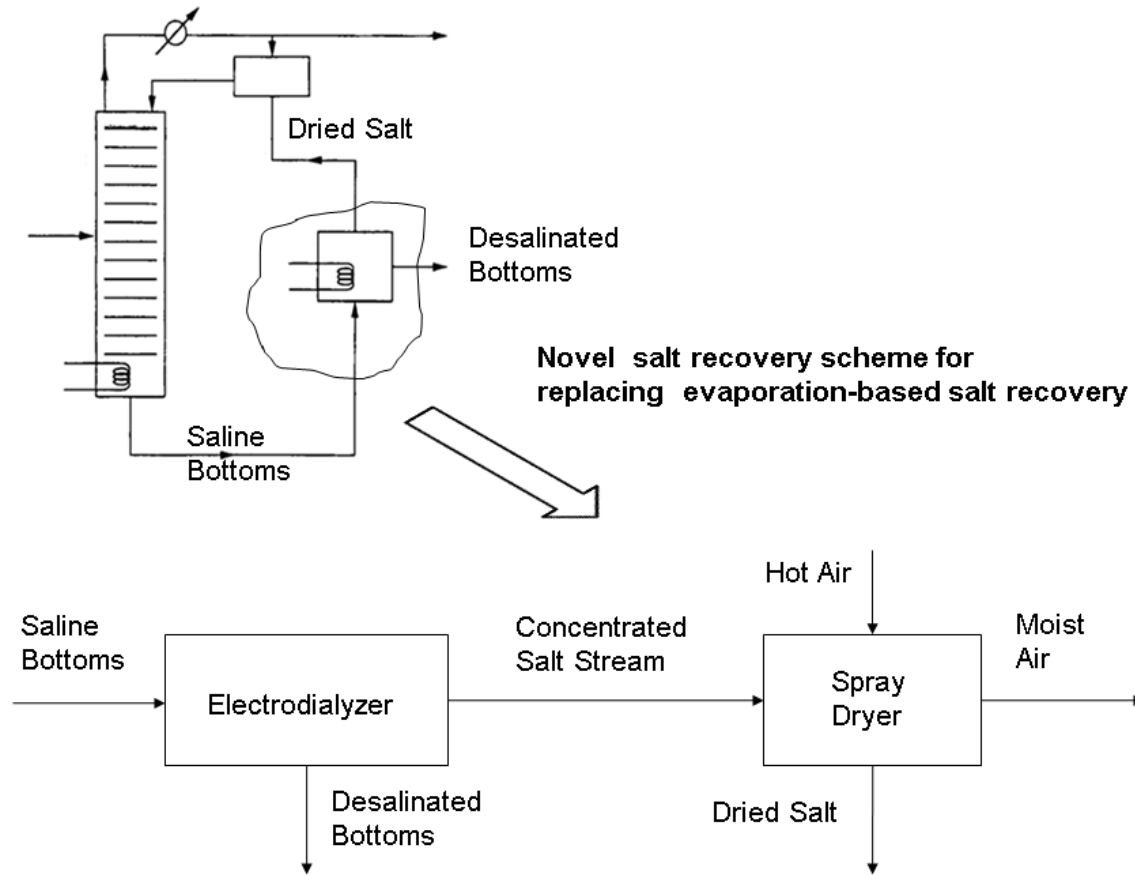 Dried Salt
Desalinated
Bottoms
Novel salt recovery scheme for
replacing evaporation-based salt recovery
Saline
Bottoms
Hot Air
Saline
Bottoms
Concentrated
Salt Stream
Moist
Air
Electrodialyzer
Spray
Dryer
Desalinated
Bottoms
Dried Salt